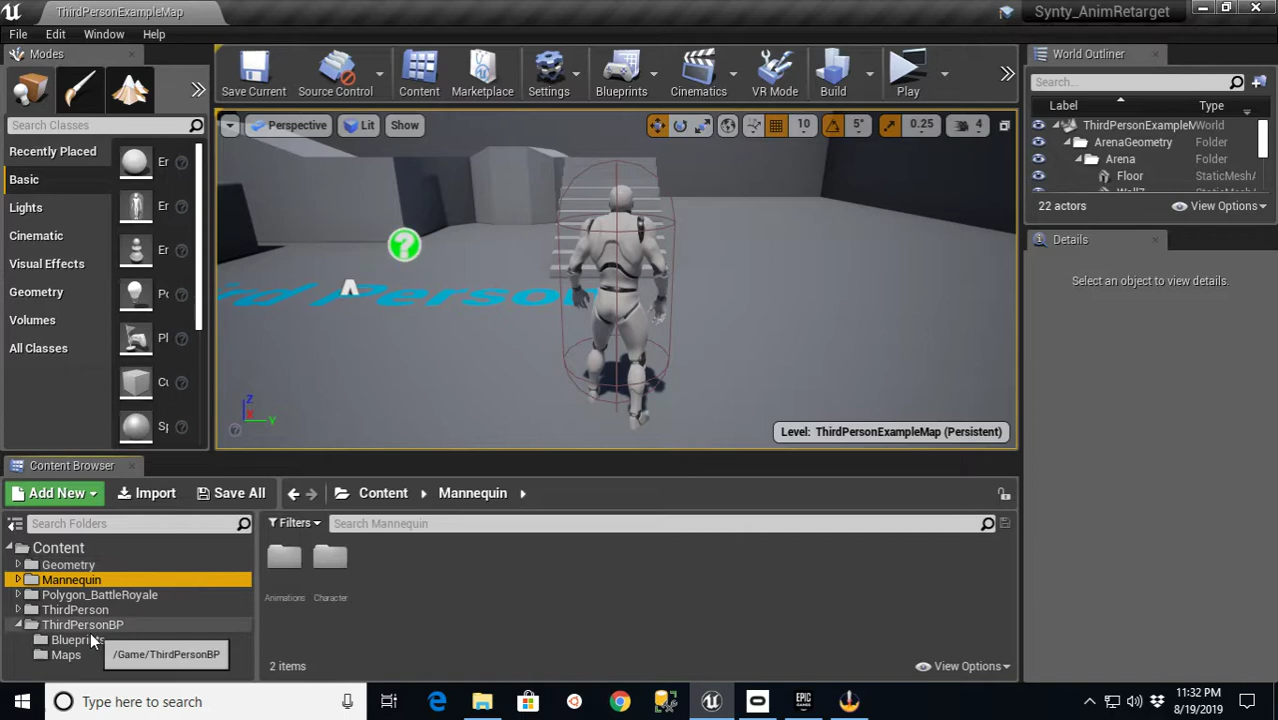 ThirdPersonExampleMap
Synty_AnimRetarget
File Edit Window Help
Modes
Search Classes
Recently Placed
Basic
Lights
Cinematic
Visual Effects
Geometry
Volumes
All Classes
Save Current
Source Control
Content
Marketplace
Settings
Blueprints
Cinematics
VR Mode
Build
Play
Perspective
Lit
Show
10
5°
0.25
4
Level: ThirdPersonExampleMap (Persistent)
World Outliner
Search...
Label Type
ThirdPersonExampleM World
ArenaGeometry Folder
Arena Folder
Floor StaticMesh
22 actors
View Options
Details
Select an object to view details.
Content Browser
Add New
Import
Save All
Content
Mannequin
Search Folders
Filters
Search Mannequin
Content
Geometry
Mannequin
Polygon_BattleRoyale
ThirdPerson
ThirdPersonBP
Blueprints
Maps
/Game/ThirdPersonBP
Animations
Character
2 items
View Options
Type here to search
11:32 PM
8/19/2019